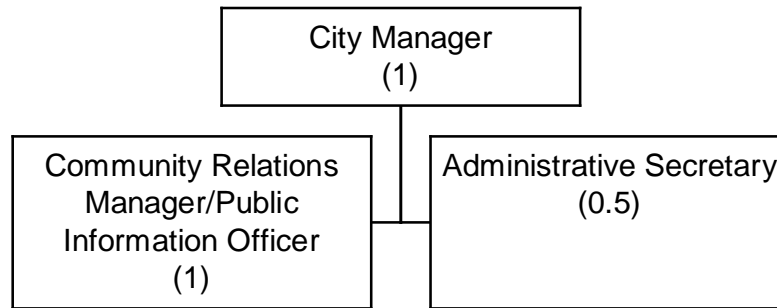 City Manager
(1)
Community Relations
Manager/Public
Information Officer
(1)
Administrative Secretary
(0.5)